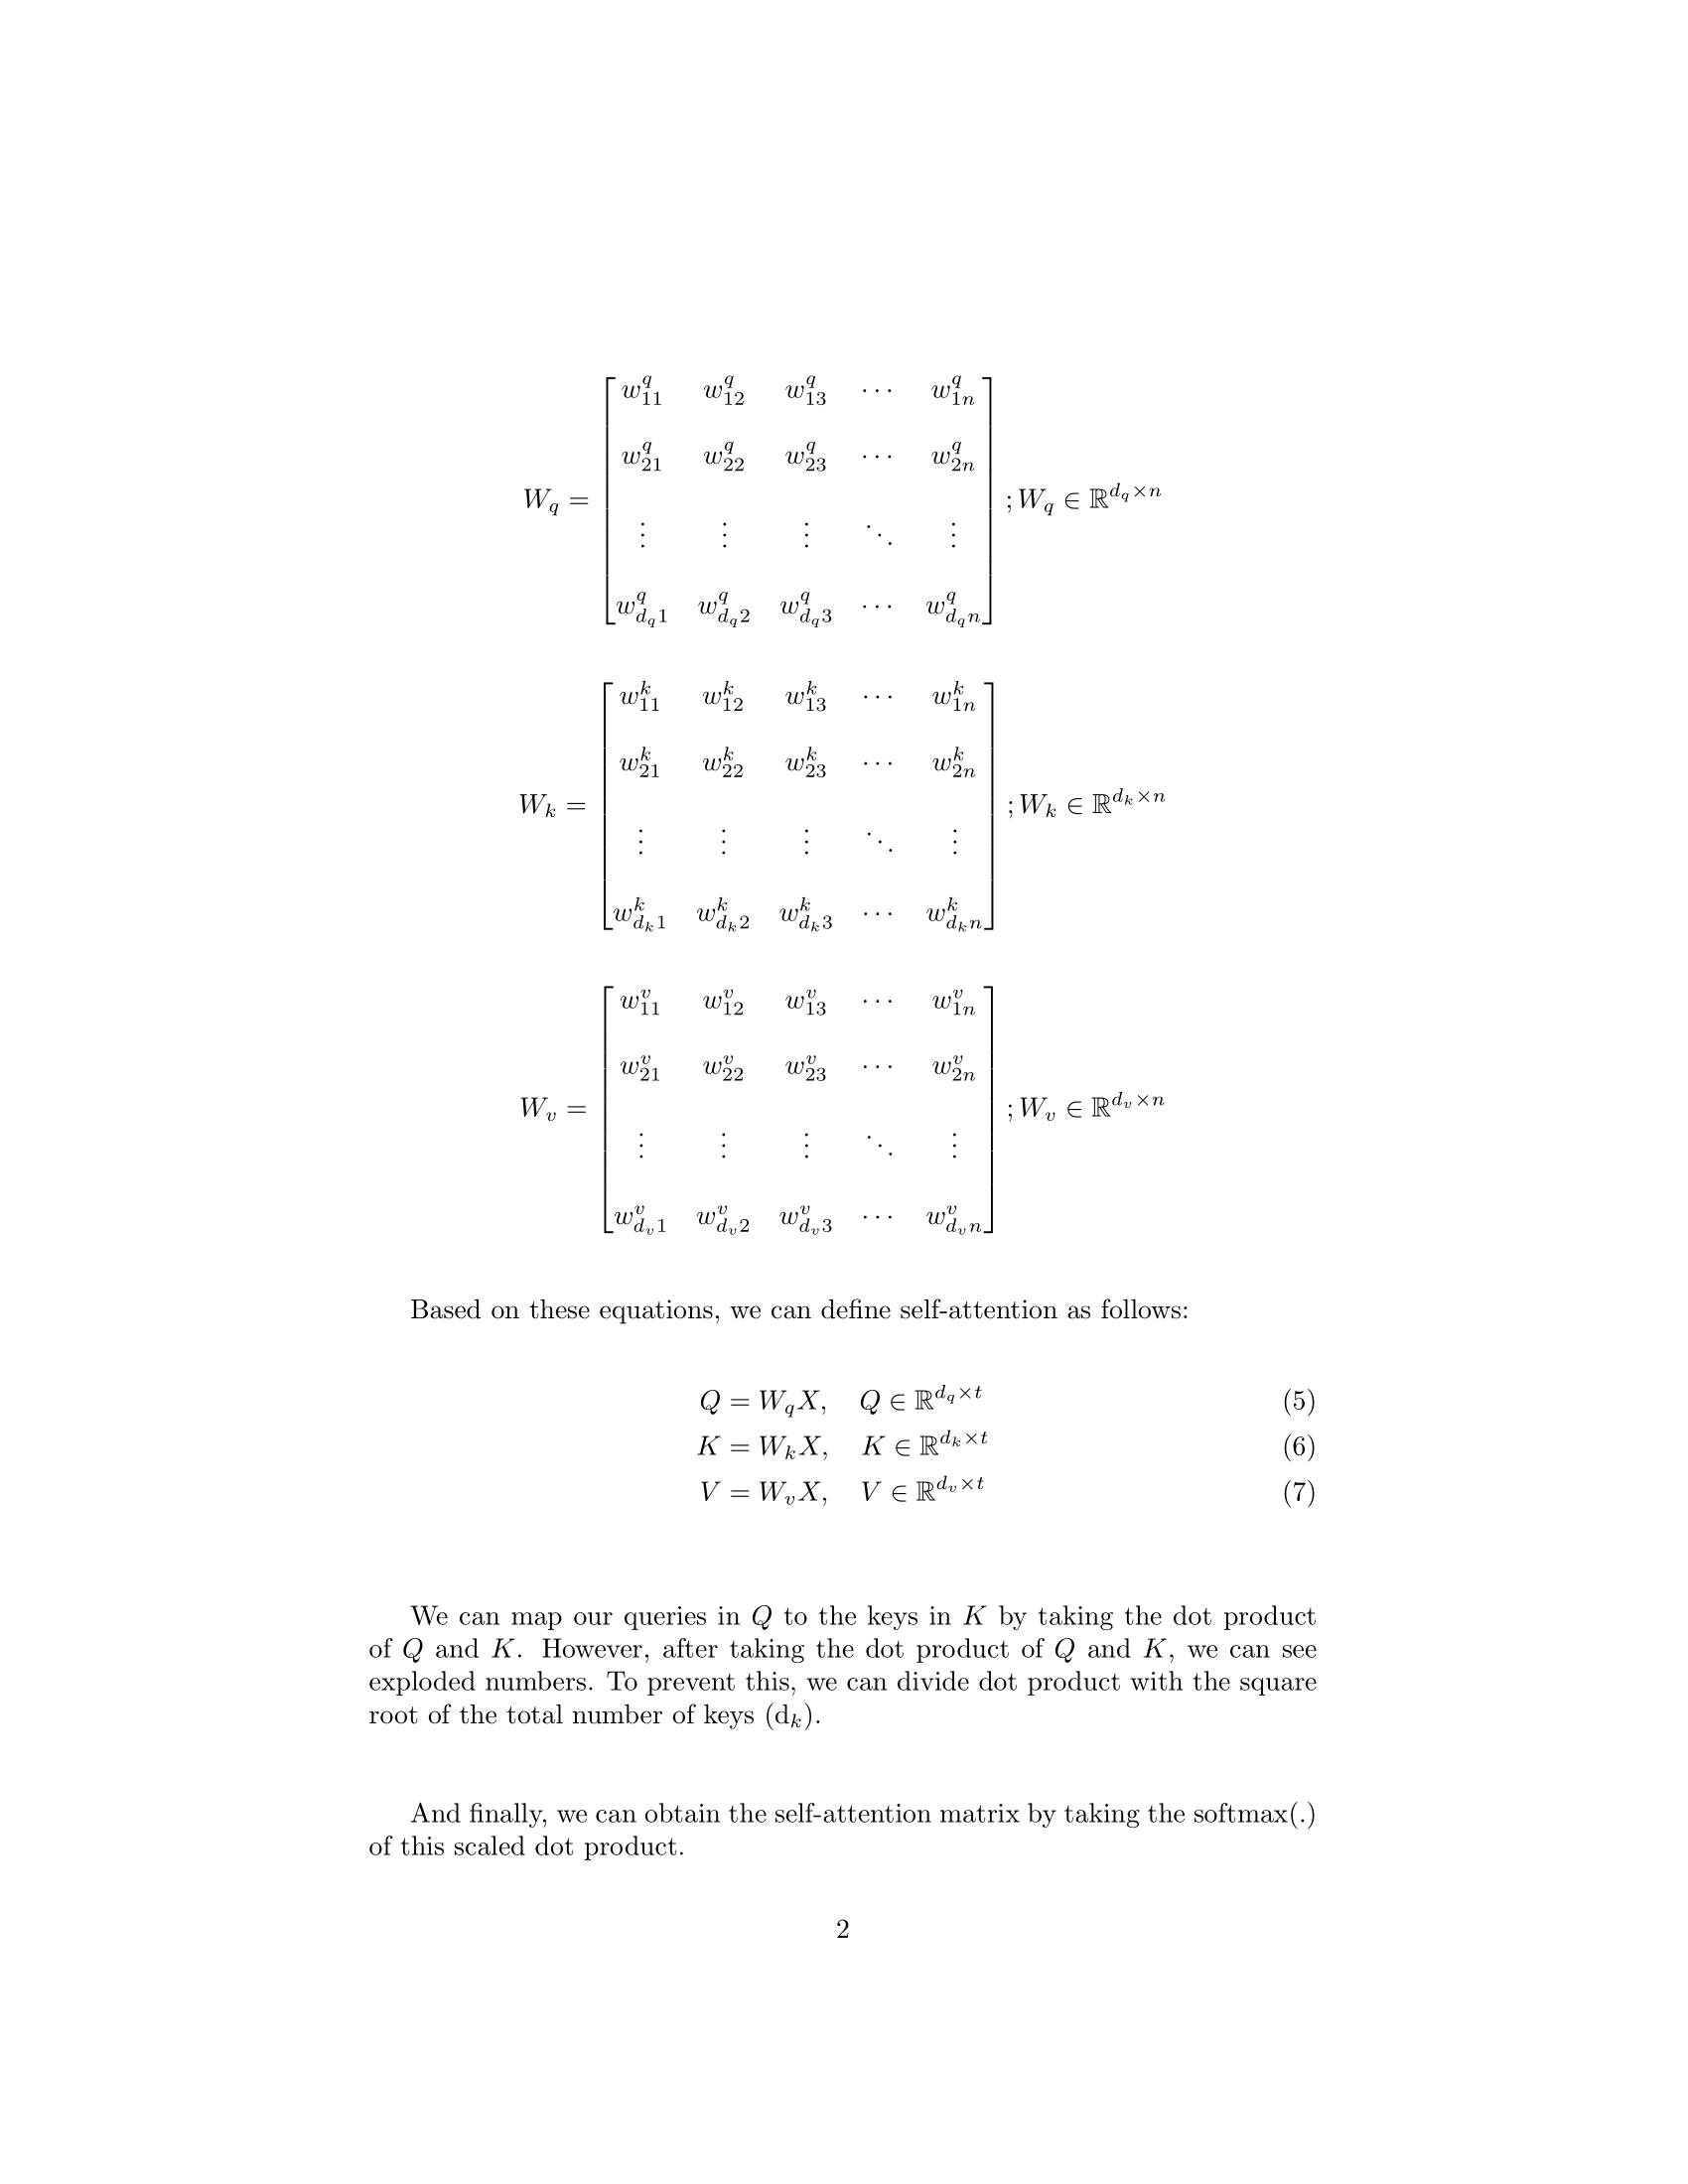 W_q = \begin{bmatrix} w^q_{11} & w^q_{12} & w^q_{13} & \cdots & w^q_{1n} \\ w^q_{21} & w^q_{22} & w^q_{23} & \cdots & w^q_{2n} \\ \vdots & \vdots & \vdots & \ddots & \vdots \\ w^q_{d_q1} & w^q_{d_q2} & w^q_{d_q3} & \cdots & w^q_{d_qn} \end{bmatrix} ; W_q \in \mathbb{R}^{d_q \times n}
W_k = \begin{bmatrix} w^k_{11} & w^k_{12} & w^k_{13} & \cdots & w^k_{1n} \\ w^k_{21} & w^k_{22} & w^k_{23} & \cdots & w^k_{2n} \\ \vdots & \vdots & \vdots & \ddots & \vdots \\ w^k_{d_k1} & w^k_{d_k2} & w^k_{d_k3} & \cdots & w^k_{d_kn} \end{bmatrix} ; W_k \in \mathbb{R}^{d_k \times n}
W_v = \begin{bmatrix} w^v_{11} & w^v_{12} & w^v_{13} & \cdots & w^v_{1n} \\ w^v_{21} & w^v_{22} & w^v_{23} & \cdots & w^v_{2n} \\ \vdots & \vdots & \vdots & \ddots & \vdots \\ w^v_{d_v1} & w^v_{d_v2} & w^v_{d_v3} & \cdots & w^v_{d_vn} \end{bmatrix} ; W_v \in \mathbb{R}^{d_v \times n}
Based on these equations, we can define self-attention as follows:
Q = W_q X, \quad Q \in \mathbb{R}^{d_q \times t} (5)
K = W_k X, \quad K \in \mathbb{R}^{d_k \times t} (6)
V = W_v X, \quad V \in \mathbb{R}^{d_v \times t} (7)
We can map our queries in Q to the keys in K by taking the dot product
of Q and K. However, after taking the dot product of Q and K, we can see
exploded numbers. To prevent this, we can divide dot product with the square
root of the total number of keys (d_k).
And finally, we can obtain the self-attention matrix by taking the softmax(.)
of this scaled dot product.
2